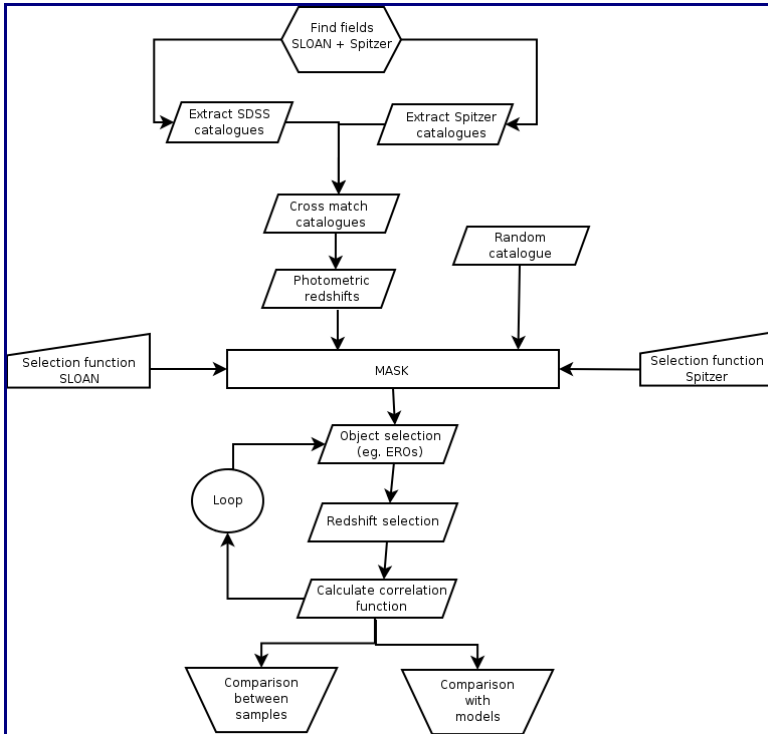 Find fields
SLOAN + Spitzer
Extract SDSS
catalogues
Extract Spitzer
catalogues
Cross match
catalogues
Random
catalogue
Photometric
redshifts
Selection function
SLOAN
MASK
Selection function
Spitzer
Object selection
(eg. EROs)
Loop
Redshift selection
Calculate correlation
function
Comparison
between
samples
Comparison
with
models